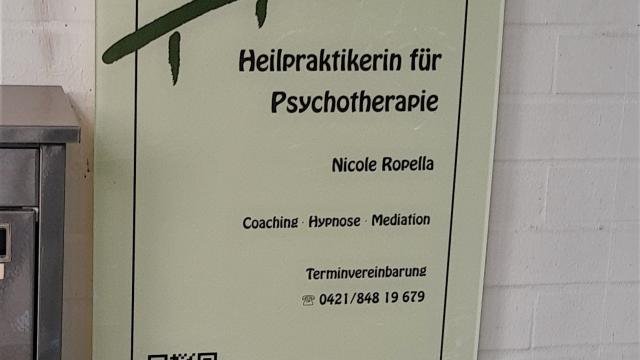 Heilpraktikerin für
Psychotherapie
Nicole Ropella
Coaching · Hypnose · Mediation
Terminvereinbarung
☏ 0421/848 19 679